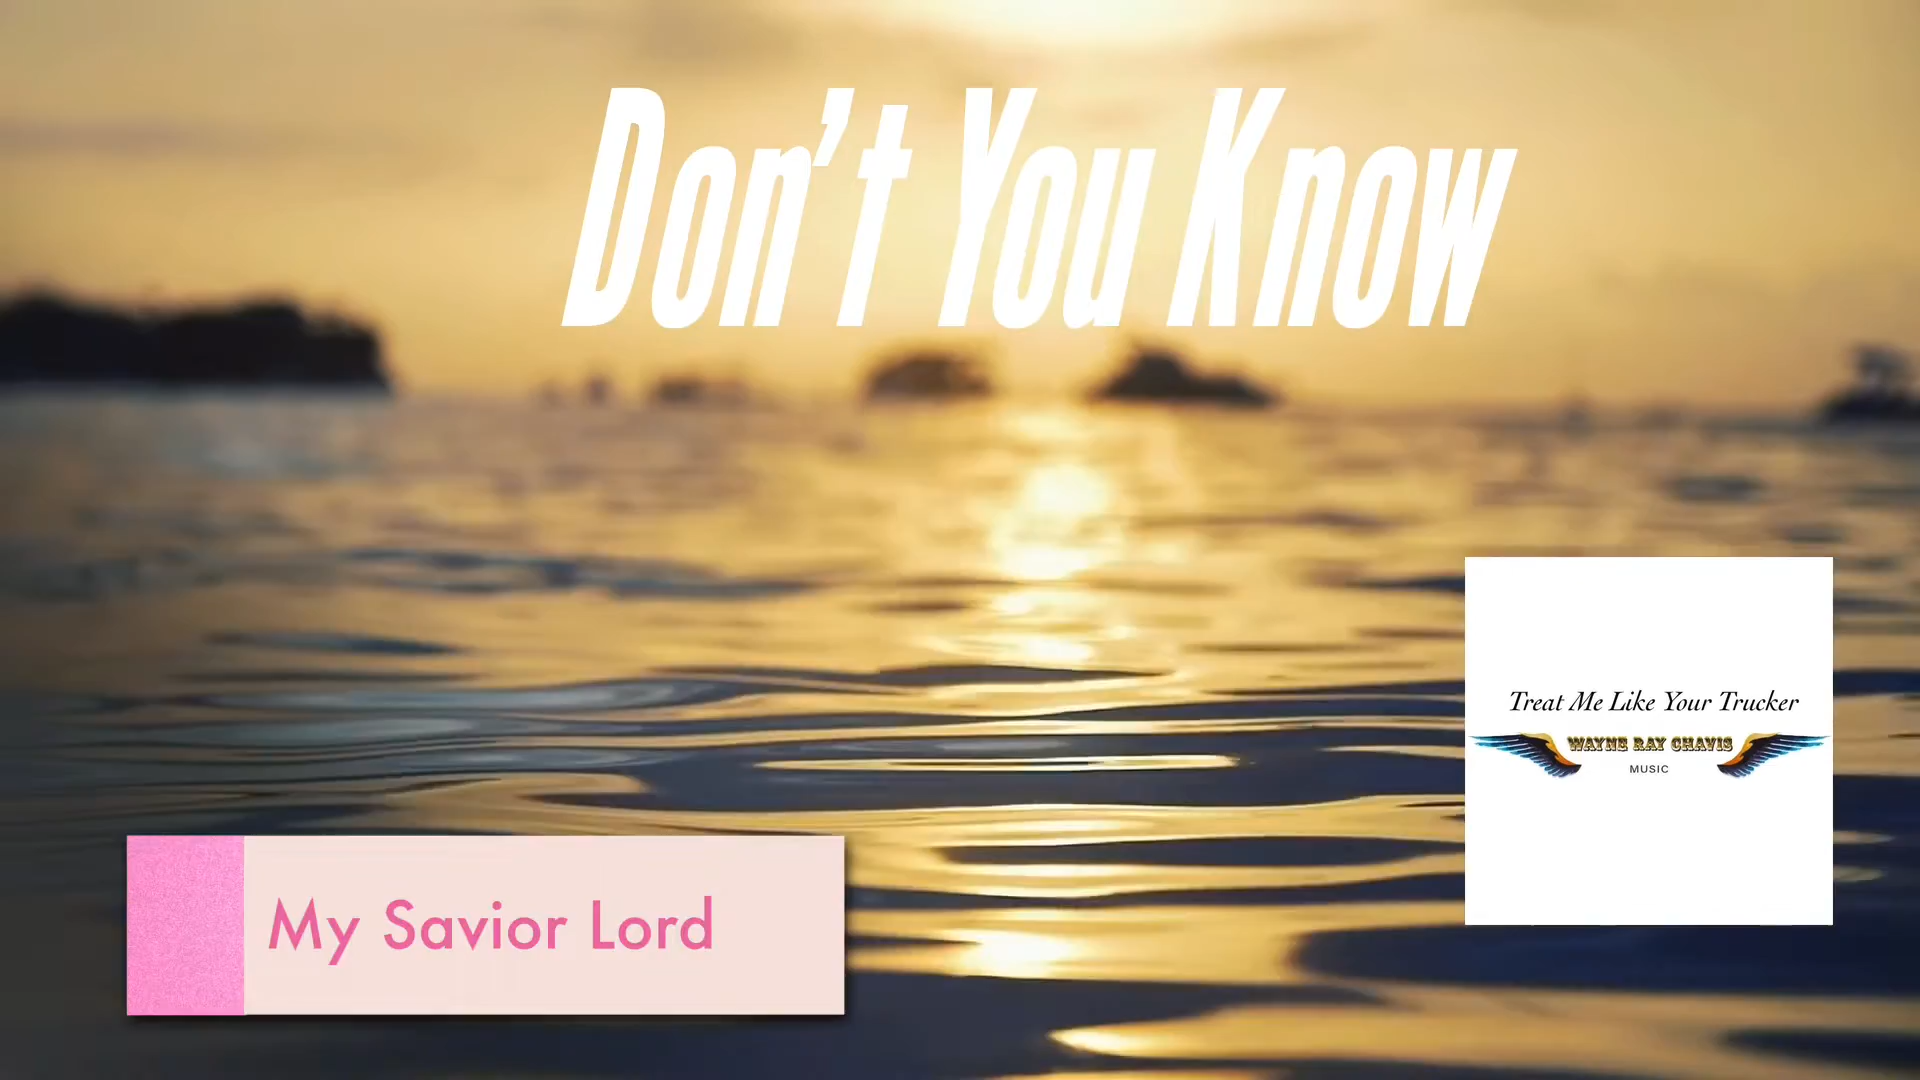 Don't You Know
Treat Me Like Your Trucker
WAYNE RAY CHAVIS
MUSIC
My Savior Lord